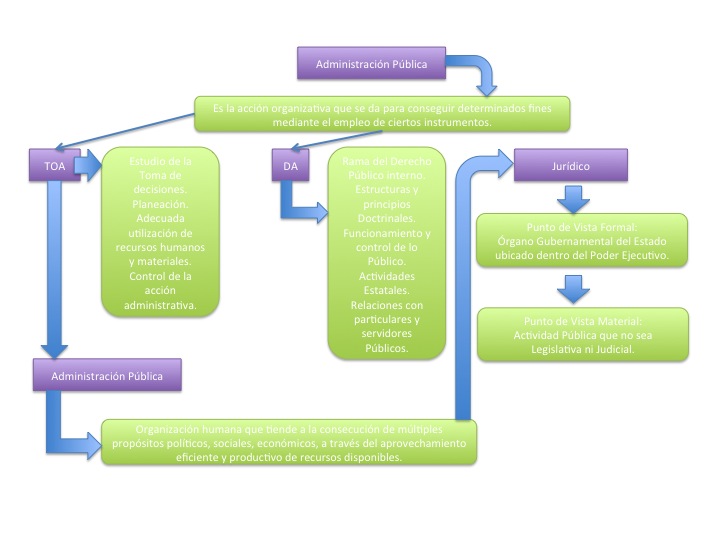 Administración Pública
Es la acción organizativa que se da para conseguir determinados fines
mediante el empleo de ciertos instrumentos.
TOA
Estudio de la
Toma de
decisiones.
Planeación.
Adecuada
utilización de
recursos humanos
y materiales.
Control de la
acción
administrativa.
DA
Rama del Derecho
Público interno.
Estructuras y
principios
Doctrinales.
Funcionamiento y
control de lo
Público.
Actividades
Estatales.
Relaciones con
particulares y
servidores
Públicos.
Jurídico
Punto de Vista Formal:
Órgano Gubernamental del Estado
ubicado dentro del Poder Ejecutivo.
Punto de Vista Material:
Actividad Pública que no sea
Legislativa ni Judicial.
Administración Pública
Organización humana que tiende a la consecución de múltiples
propósitos políticos, sociales, económicos, a través del aprovechamiento
eficiente y productivo de recursos disponibles.